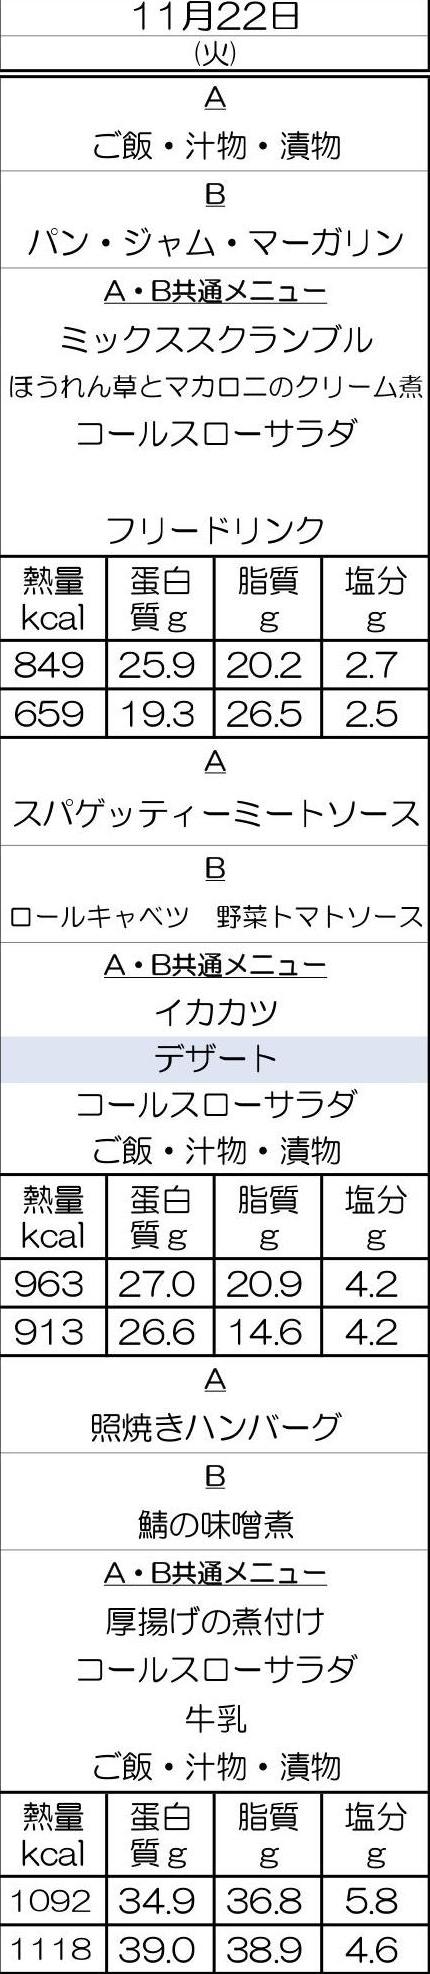 11月22日
(火)
A
ご飯・汁物・漬物
B
パン・ジャム・マーガリン
A・B共通メニュー
ミックススクランブル
ほうれん草とマカロニのクリーム煮
コールスローサラダ
フリードリンク
熱量 蛋白 脂質 塩分
kcal 質g g g
849 25.9 20.2 2.7
659 19.3 26.5 2.5
A
スパゲッティーミートソース
B
ロールキャベツ　野菜トマトソース
A・B共通メニュー
イカカツ
デザート
コールスローサラダ
ご飯・汁物・漬物
熱量 蛋白 脂質 塩分
kcal 質g g g
963 27.0 20.9 4.2
913 26.6 14.6 4.2
A
照焼きハンバーグ
B
鯖の味噌煮
A・B共通メニュー
厚揚げの煮付け
コールスローサラダ
牛乳
ご飯・汁物・漬物
熱量 蛋白 脂質 塩分
kcal 質g g g
1092 34.9 36.8 5.8
1118 39.0 38.9 4.6